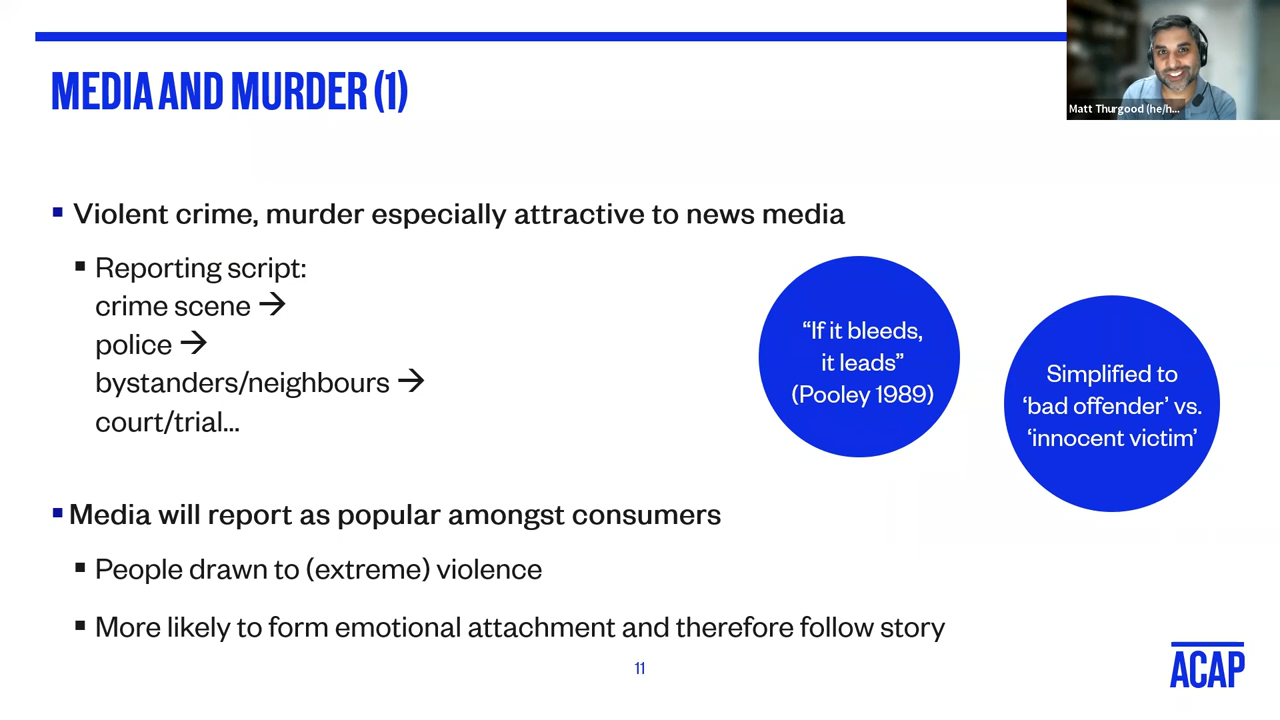 Matt Thurgood (he/h...
MEDIA AND MURDER (1)
▪ Violent crime, murder especially attractive to news media
▪ Reporting script:
crime scene →
police →
bystanders/neighbours →
court/trial...
“If it bleeds,
it leads”
(Pooley 1989)
Simplified to
‘bad offender’ vs.
‘innocent victim’
▪ Media will report as popular amongst consumers
▪ People drawn to (extreme) violence
▪ More likely to form emotional attachment and therefore follow story
11
ACAP